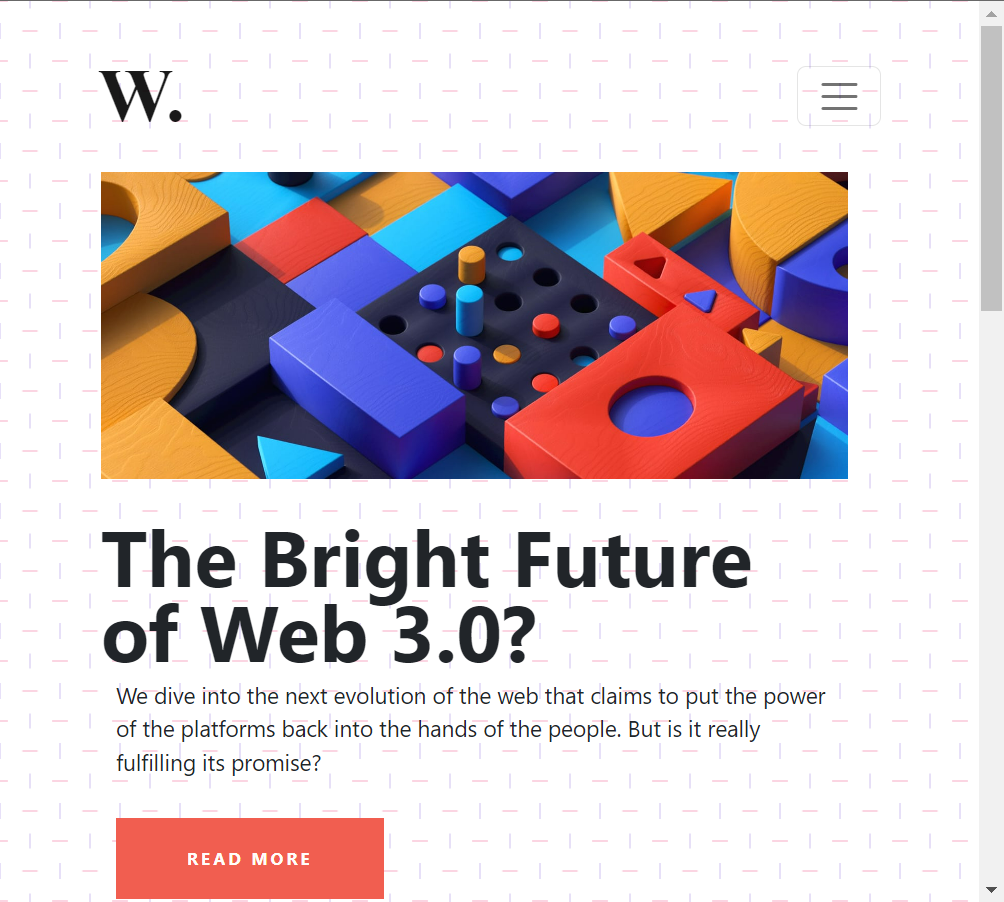 W.
The Bright Future
of Web 3.0?
We dive into the next evolution of the web that claims to put the power
of the platforms back into the hands of the people. But is it really
fulfilling its promise?
READ MORE